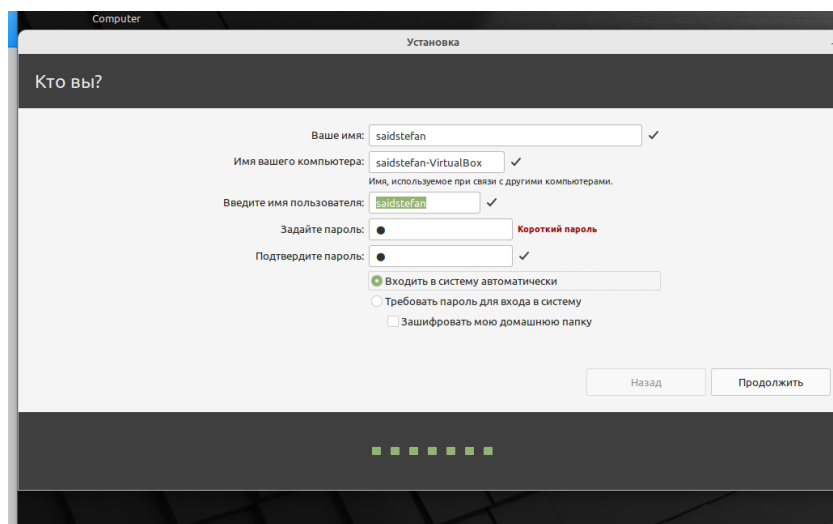 Computer
Установка
Кто вы?
Ваше имя: saidstefan
Имя вашего компьютера: saidstefan-VirtualBox
Имя, используемое при связи с другими компьютерами.
Введите имя пользователя: saidstefan
Задайте пароль: ● Короткий пароль
Подтвердите пароль: ●
Входить в систему автоматически
Требовать пароль для входа в систему
Зашифровать мою домашнюю папку
Назад Продолжить